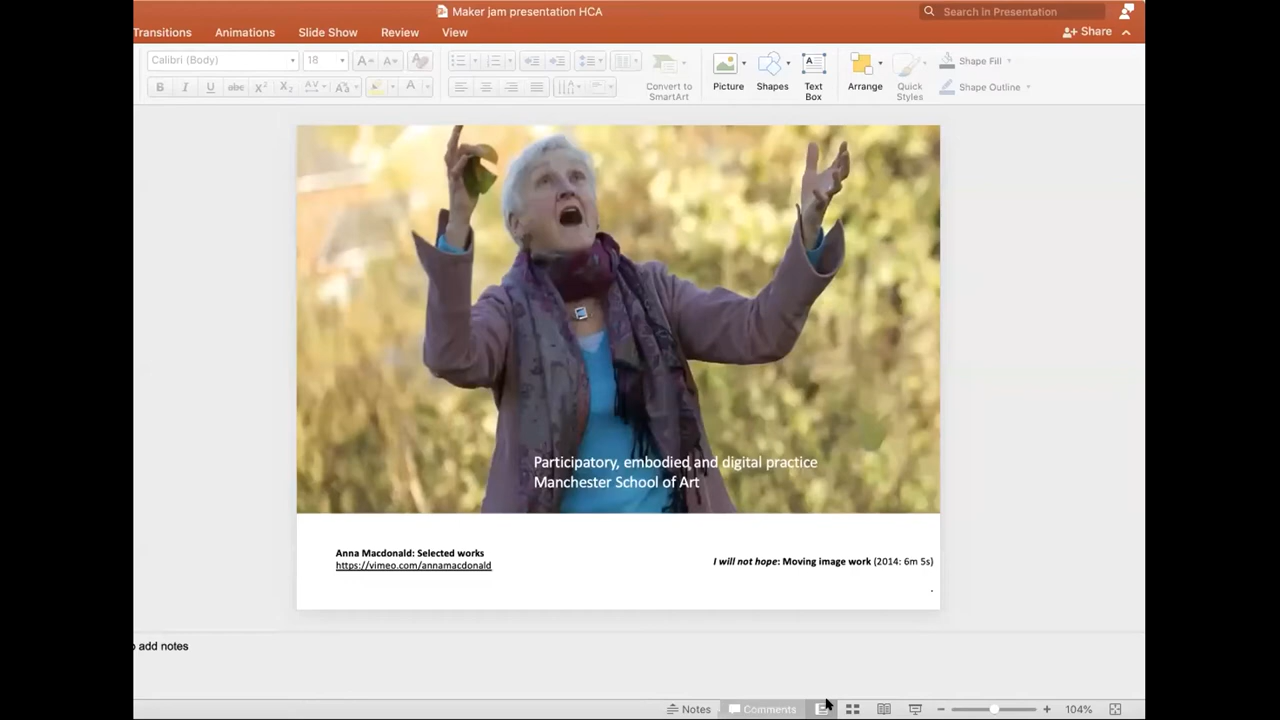 Maker jam presentation HCA
Search in Presentation
Transitions
Animations
Slide Show
Review
View
Share
Calibri (Body)
18
Convert to
SmartArt
Picture
Shapes
Text
Box
Arrange
Quick
Styles
Shape Fill
Shape Outline
Participatory, embodied and digital practice
Manchester School of Art
Anna Macdonald: Selected works
https://vimeo.com/annamacdonald
I will not hope: Moving image work (2014: 6m 5s)
.
add notes
Notes
Comments
104%